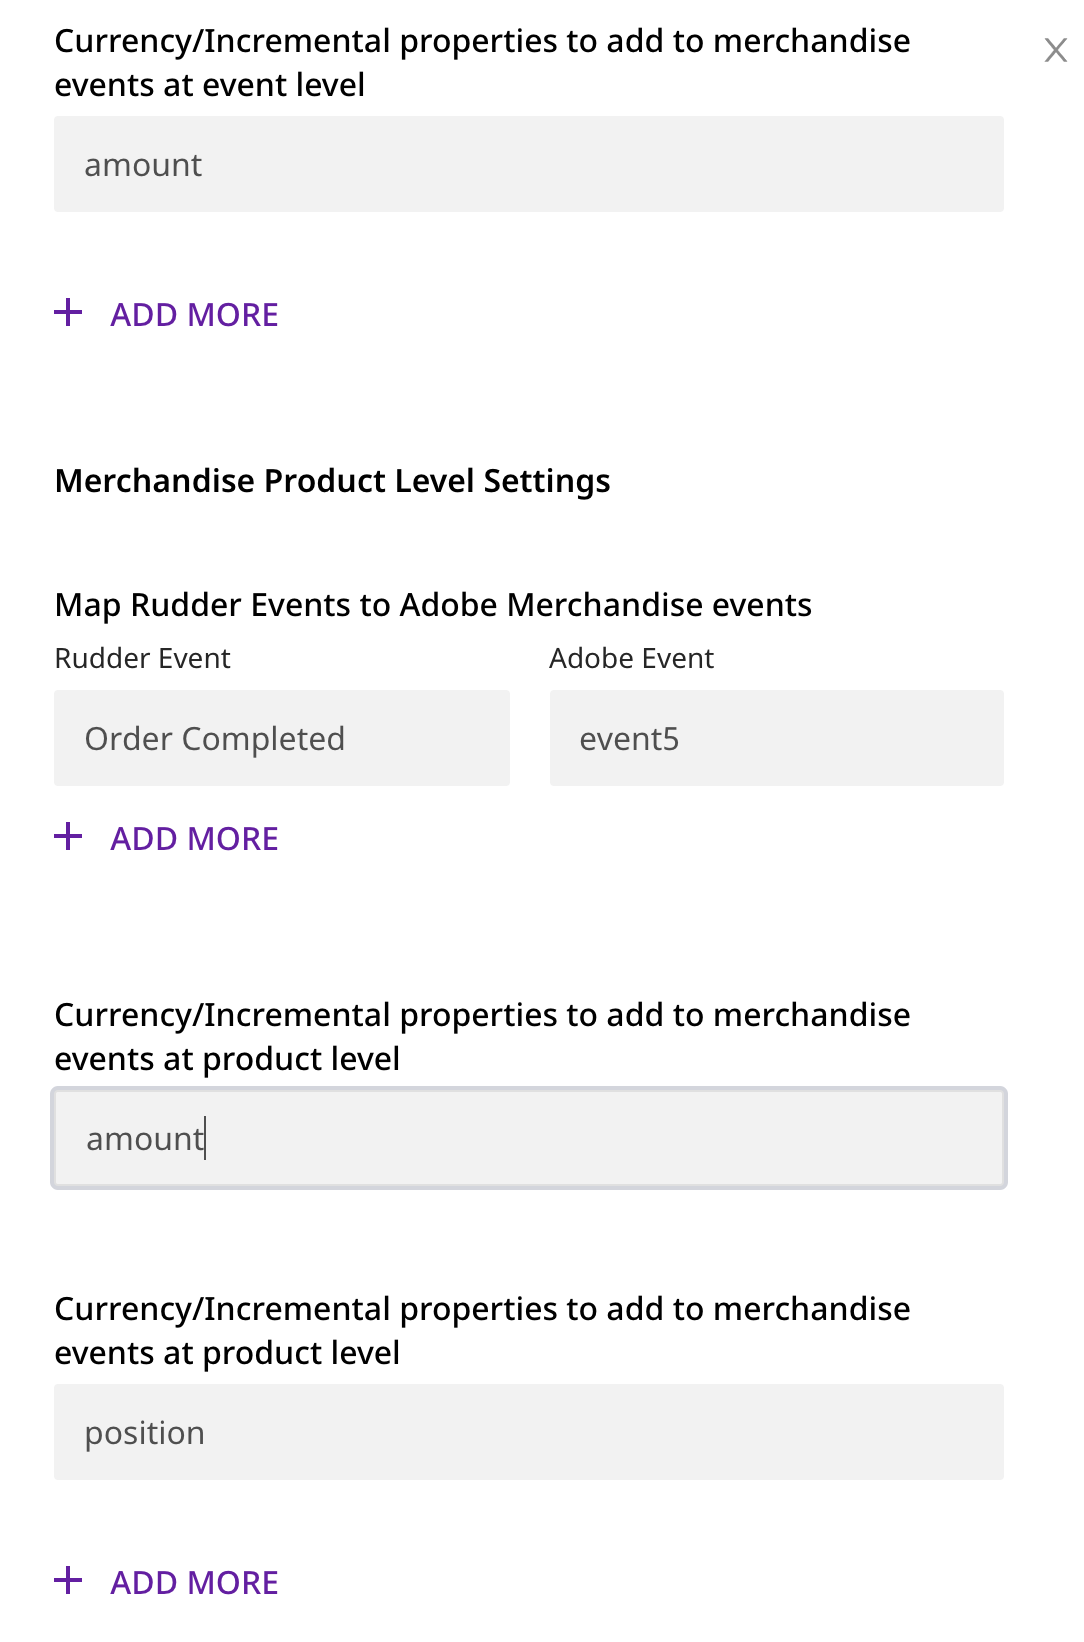 Currency/Incremental properties to add to merchandise
events at event level
X
amount
+ ADD MORE
Merchandise Product Level Settings
Map Rudder Events to Adobe Merchandise events
Rudder Event Adobe Event
Order Completed event5
+ ADD MORE
Currency/Incremental properties to add to merchandise
events at product level
amount
Currency/Incremental properties to add to merchandise
events at product level
position
+ ADD MORE